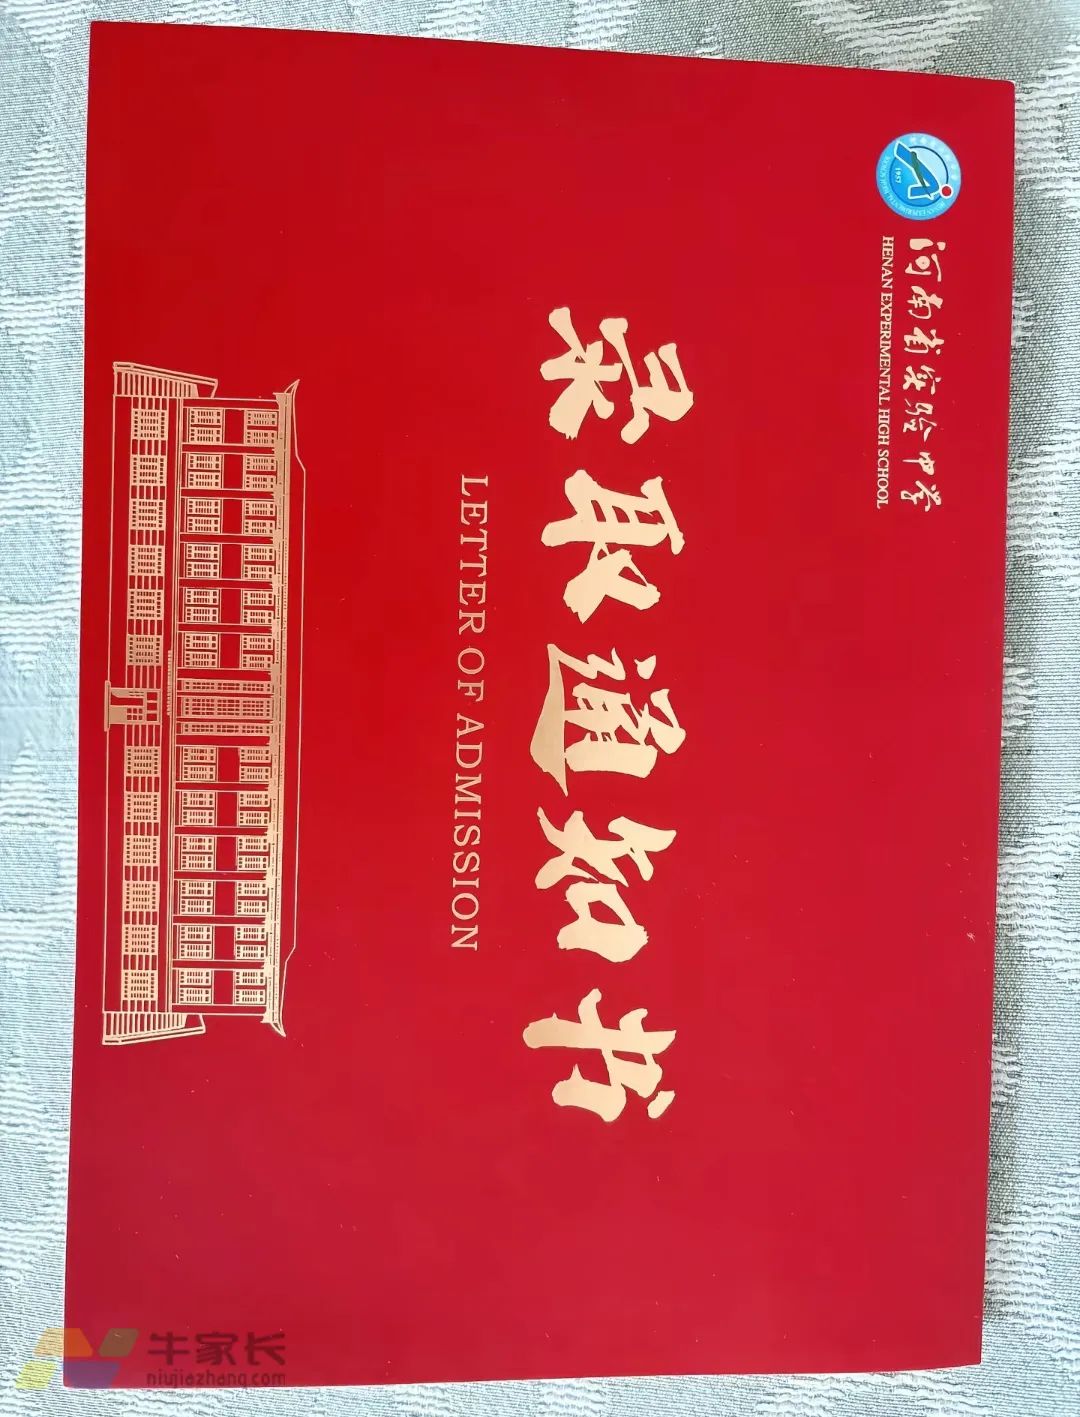 河南省实验中学
HENAN EXPERIMENTAL HIGH SCHOOL
1957
录取通知书
LETTER OF ADMISSION
牛家长
niujiazhang.com